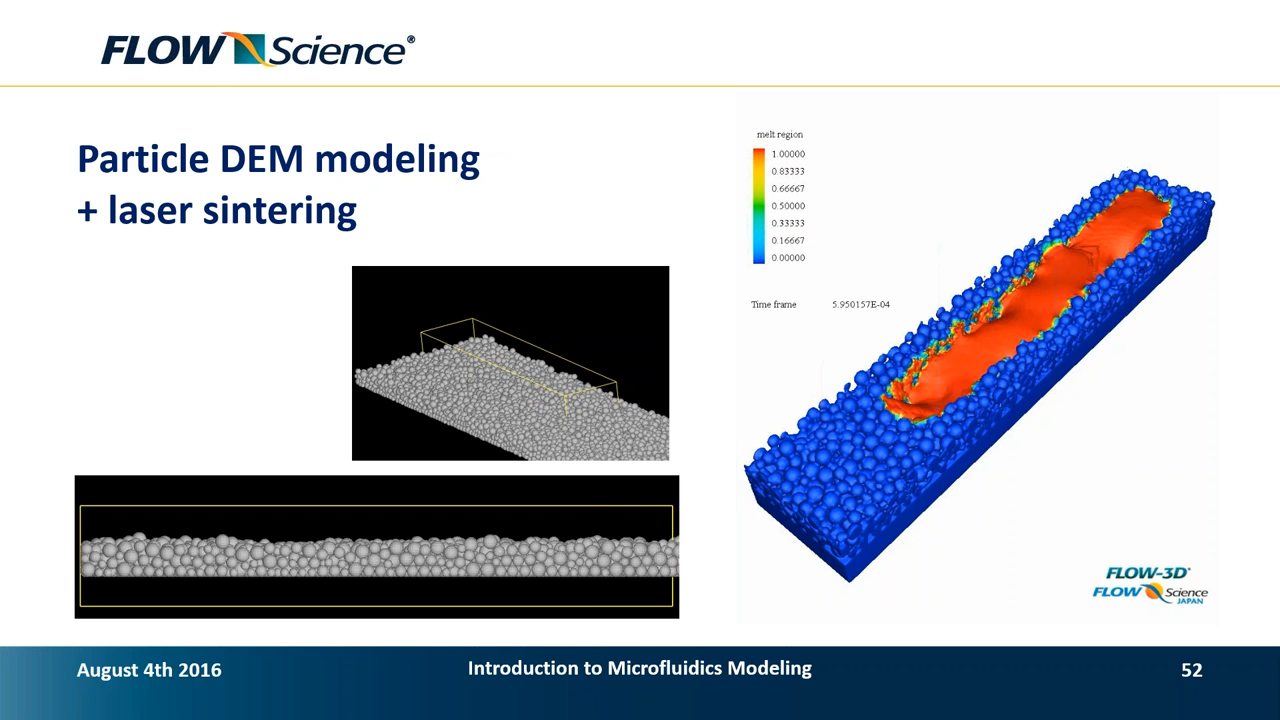 FLOW Science®
Particle DEM modeling
+ laser sintering
melt region
1.00000
0.83333
0.66667
0.50000
0.33333
0.16667
0.00000
Time frame 5.950157E-04
FLOW-3D®
FLOW Science
JAPAN
August 4th 2016
Introduction to Microfluidics Modeling
52